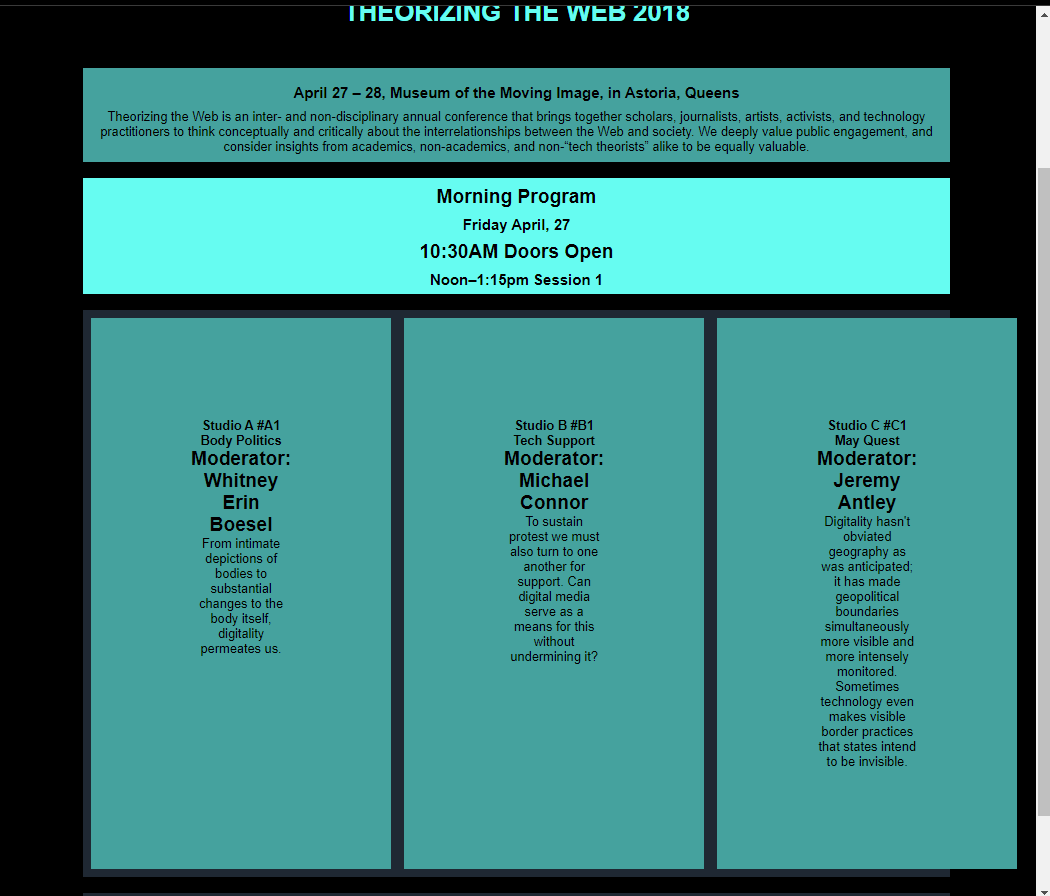 THEORIZING THE WEB 2018
April 27 – 28, Museum of the Moving Image, in Astoria, Queens
Theorizing the Web is an inter- and non-disciplinary annual conference that brings together scholars, journalists, artists, activists, and technology
practitioners to think conceptually and critically about the interrelationships between the Web and society. We deeply value public engagement, and
consider insights from academics, non-academics, and non-“tech theorists” alike to be equally valuable.
Morning Program
Friday April, 27
10:30AM Doors Open
Noon–1:15pm Session 1
Studio A #A1
Body Politics
Moderator:
Whitney
Erin
Boesel
From intimate
depictions of
bodies to
substantial
changes to the
body itself,
digitality
permeates us.
Studio B #B1
Tech Support
Moderator:
Michael
Connor
To sustain
protest we must
also turn to one
another for
support. Can
digital media
serve as a
means for this
without
undermining it?
Studio C #C1
May Quest
Moderator:
Jeremy
Antley
Digitality hasn't
obviated
geography as
was anticipated;
it has made
geopolitical
boundaries
simultaneously
more visible and
more intensely
monitored.
Sometimes
technology even
makes visible
border practices
that states intend
to be invisible.